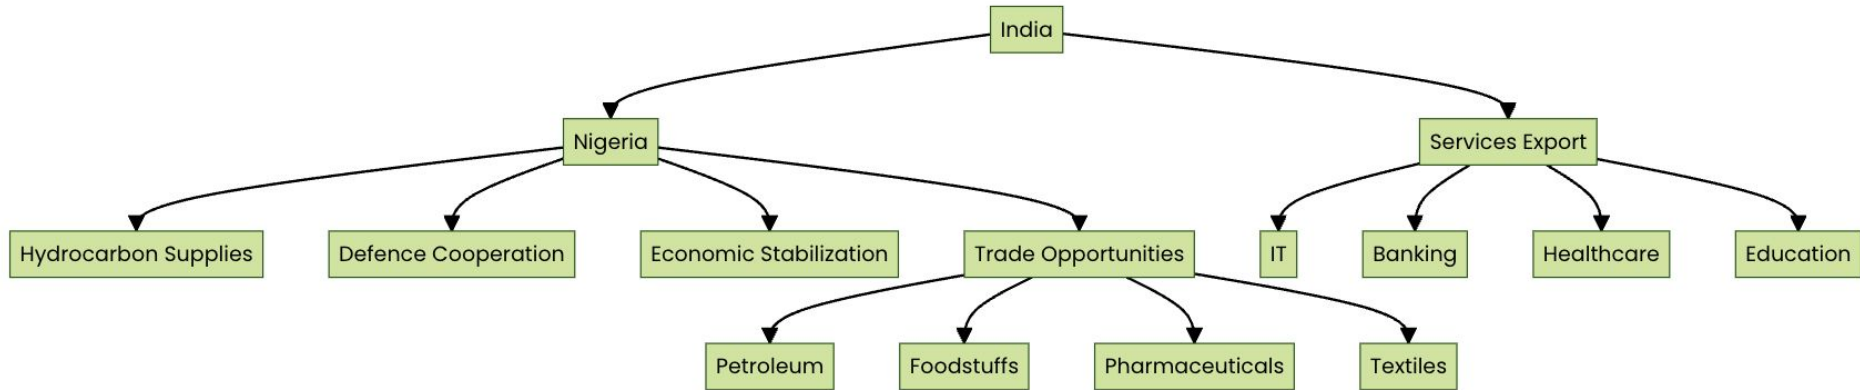 India
Nigeria
Services Export
Hydrocarbon Supplies
Defence Cooperation
Economic Stabilization
Trade Opportunities
IT
Banking
Healthcare
Education
Petroleum
Foodstuffs
Pharmaceuticals
Textiles